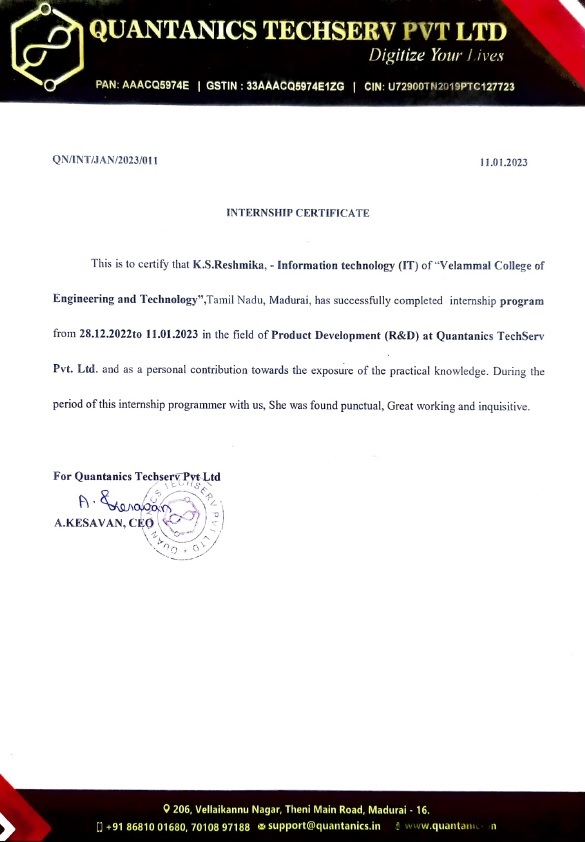 QUANTANICS TECHSERV PVT LTD
Digitize Your Lives
PAN: AAACQ5974E | GSTIN : 33AAACQ5974E1ZG | CIN: U72900TN2019PTC127723
QN/INT/JAN/2023/011 11.01.2023
INTERNSHIP CERTIFICATE
This is to certify that K.S.Reshmika, - Information technology (IT) of “Velammal College of
Engineering and Technology”,Tamil Nadu, Madurai, has successfully completed internship program
from 28.12.2022to 11.01.2023 in the field of Product Development (R&D) at Quantanics TechServ
Pvt. Ltd. and as a personal contribution towards the exposure of the practical knowledge. During the
period of this internship programmer with us, She was found punctual, Great working and inquisitive.
For Quantanics Techserv Pvt Ltd
A. Kesavan
A.KESAVAN, CEO
QUANTANICS TECHSERV PVT LTD
206, Vellaikannu Nagar, Theni Main Road, Madurai - 16.
+91 86810 01680, 70108 97188 support@quantanics.in